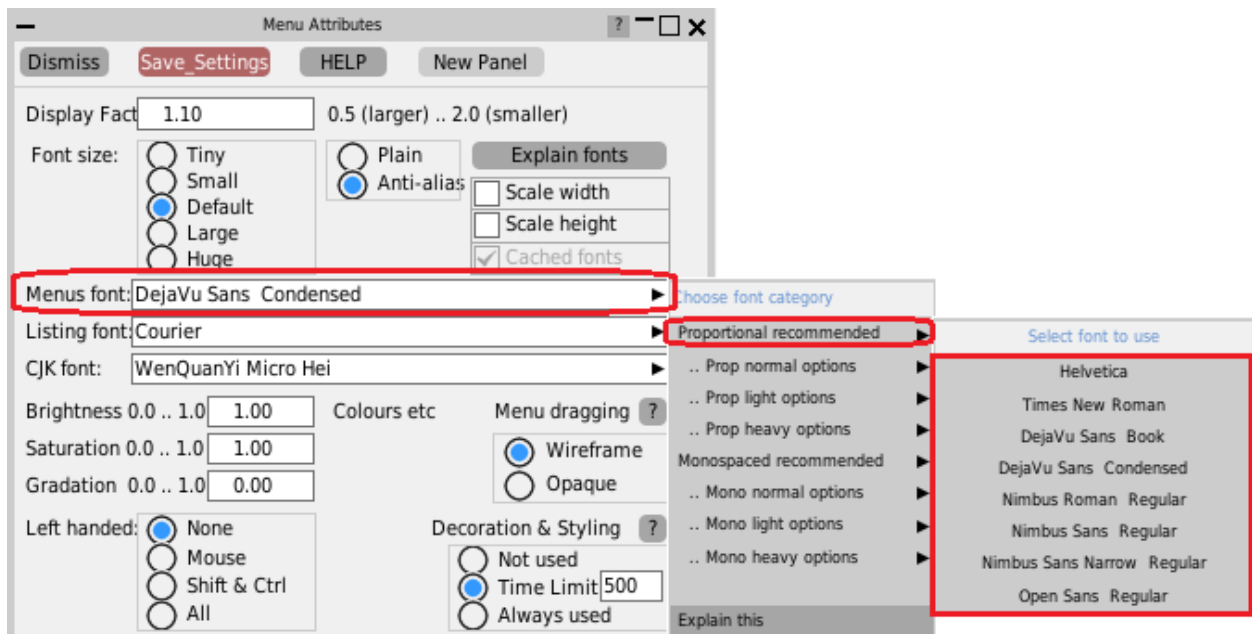 Menu Attributes ?
Dismiss Save_Settings HELP New Panel
Display Fact 1.10 0.5 (larger) .. 2.0 (smaller)
Font size: Tiny Plain Explain fonts
Small Anti-alias Scale width
Default Scale height
Large
Huge Cached fonts
Menus font: DejaVu Sans Condensed
Listing font: Courier
CJK font: WenQuanYi Micro Hei
Brightness 0.0 .. 1.0 1.00 Colours etc Menu dragging ?
Saturation 0.0 .. 1.0 1.00 Wireframe
Gradation 0.0 .. 1.0 0.00 Opaque
Left handed: None Decoration & Styling ?
Mouse Not used
Shift & Ctrl Time Limit 500
All Always used
Choose font category
Proportional recommended
.. Prop normal options
.. Prop light options
.. Prop heavy options
Monospaced recommended
.. Mono normal options
.. Mono light options
.. Mono heavy options
Explain this
Select font to use
Helvetica
Times New Roman
DejaVu Sans Book
DejaVu Sans Condensed
Nimbus Roman Regular
Nimbus Sans Regular
Nimbus Sans Narrow Regular
Open Sans Regular